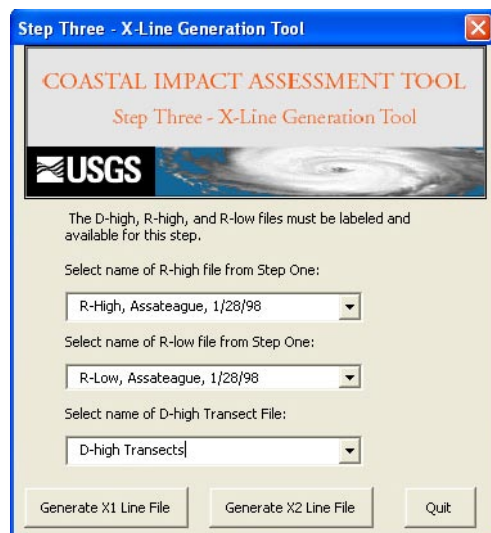 Step Three - X-Line Generation Tool
COASTAL IMPACT ASSESSMENT TOOL
Step Three - X-Line Generation Tool
USGS
The D-high, R-high, and R-low files must be labeled and
available for this step.
Select name of R-high file from Step One:
R-High, Assateague, 1/28/98
Select name of R-low file from Step One:
R-Low, Assateague, 1/28/98
Select name of D-high Transect File:
D-high Transects
Generate X1 Line File
Generate X2 Line File
Quit